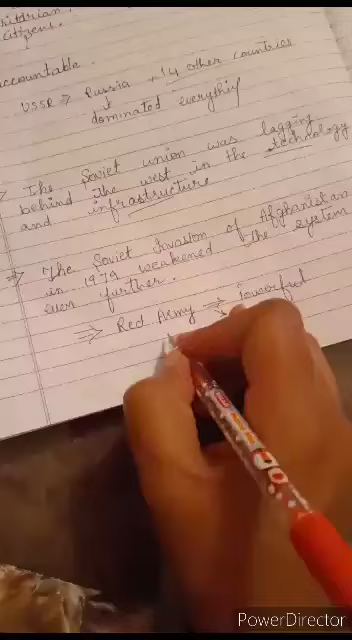 citizen.
accountable.
USSR ⇒ Russia + 14 other countries
↓
dominated everything
The Soviet union was lagging
behind the west in the technology
and infrastructure
⇒ The Soviet Invasion of Afghanistan
in 1979 weakened the system
even further.
⇒ Red Army ⇒ Powerful
PowerDirector